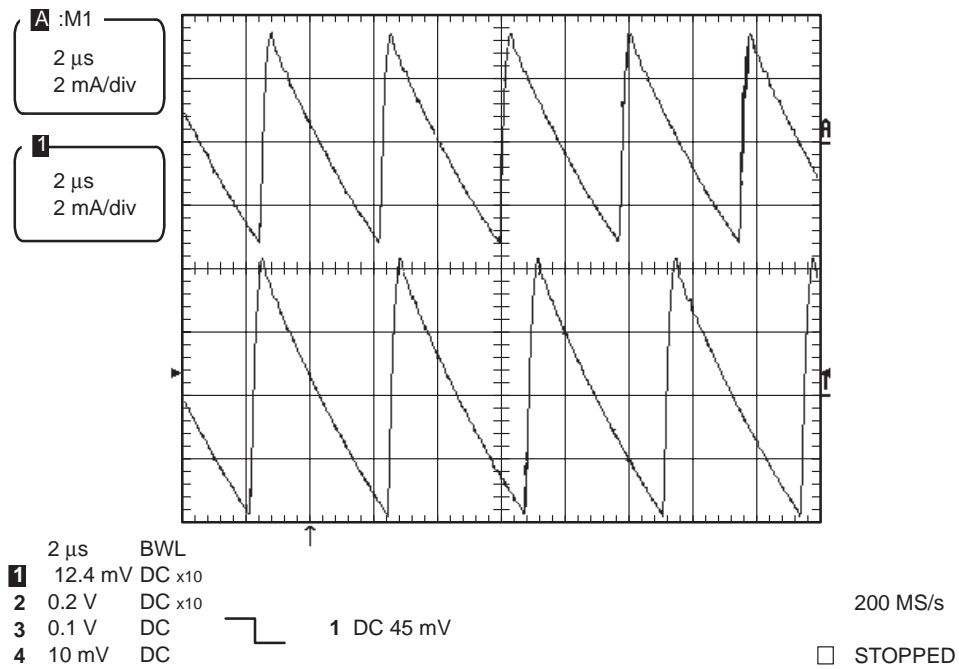 A :M1
2 µs
2 mA/div
1
2 µs
2 mA/div
A
2 µs BWL
1 12.4 mV DC x10
2 0.2 V DC x10
3 0.1 V DC 1 DC 45 mV
4 10 mV DC
200 MS/s
STOPPED